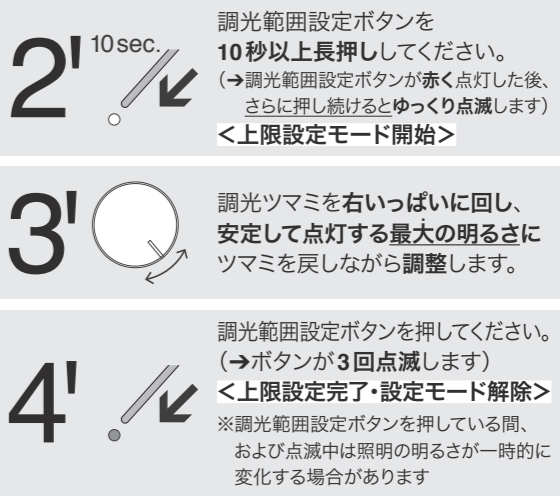 2'
10 sec.
調光範囲設定ボタンを
10秒以上長押ししてください。
(➔調光範囲設定ボタンが赤く点灯した後、
さらに押し続けるとゆっくり点滅します)
<上限設定モード開始>
3'
調光ツマミを右いっぱいに回し、
安定して点灯する最大の明るさに
ツマミを戻しながら調整します。
4'
調光範囲設定ボタンを押してください。
(➔ボタンが3回点滅します)
<上限設定完了・設定モード解除>
※調光範囲設定ボタンを押している間、
および点滅中は照明の明るさが一時的に
変化する場合があります